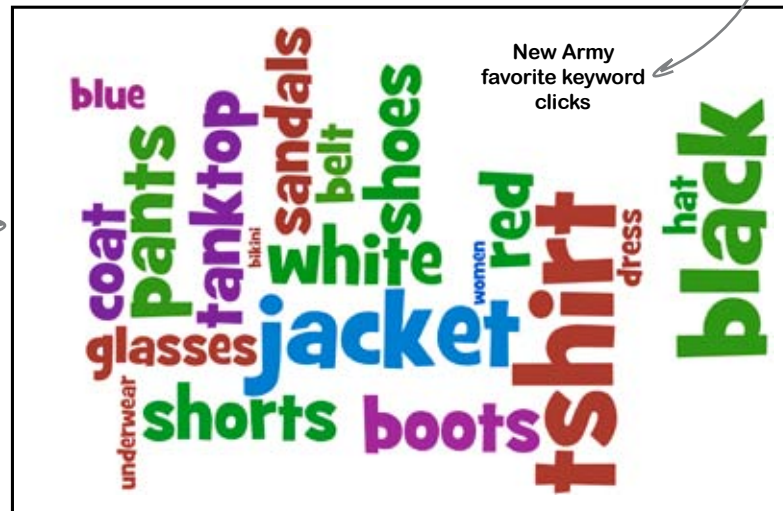 New Army
favorite keyword
clicks
blue
sandals
shoes
belt
tanktop
pants
coat
bikini
white
red
women
tshirt
dress
hat
black
jacket
glasses
underwear
shorts
boots